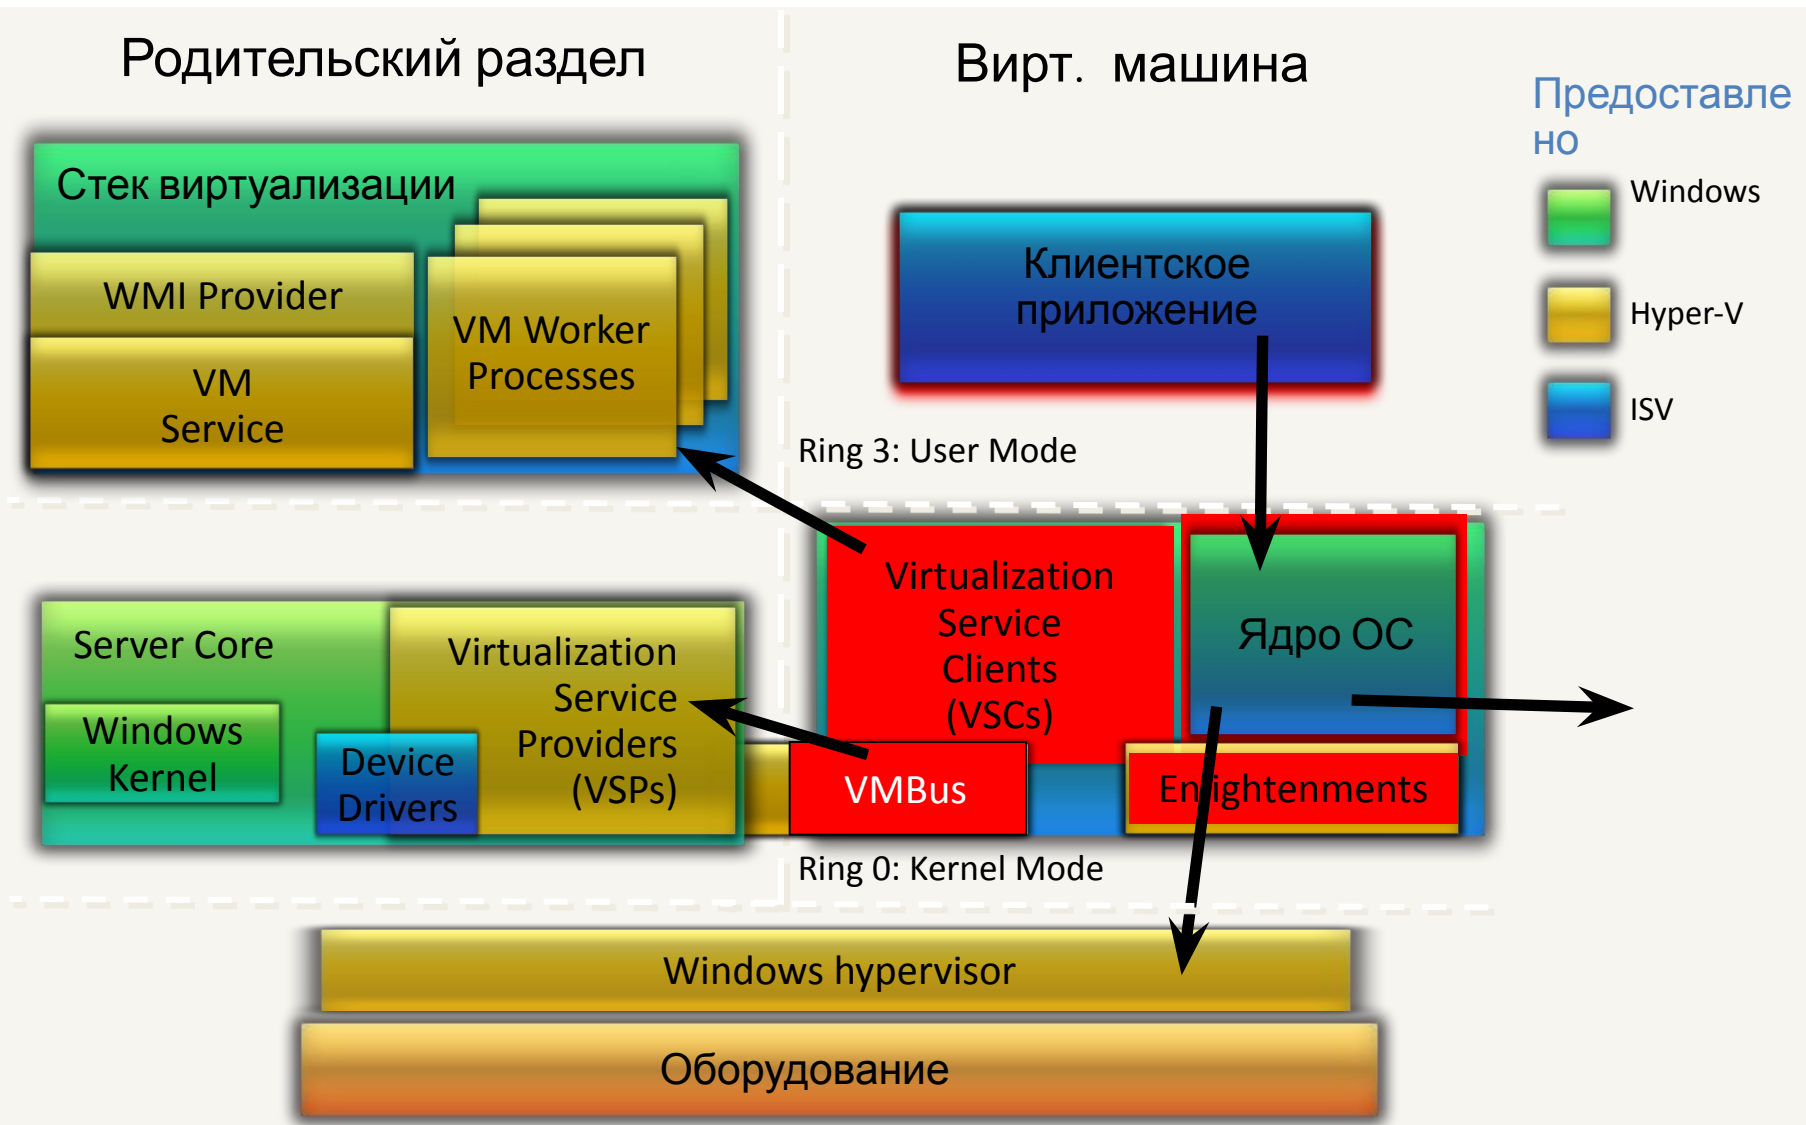 Родительский раздел
Вирт. машина
Предоставле
но
Windows
Hyper-V
ISV
Стек виртуализации
WMI Provider
VM
Service
VM Worker
Processes
Клиентское
приложение
Ring 3: User Mode
Server Core
Windows
Kernel
Device
Drivers
Virtualization
Service
Providers
(VSPs)
Virtualization
Service
Clients
(VSCs)
Ядро ОС
VMBus
Enlightenments
Ring 0: Kernel Mode
Windows hypervisor
Оборудование